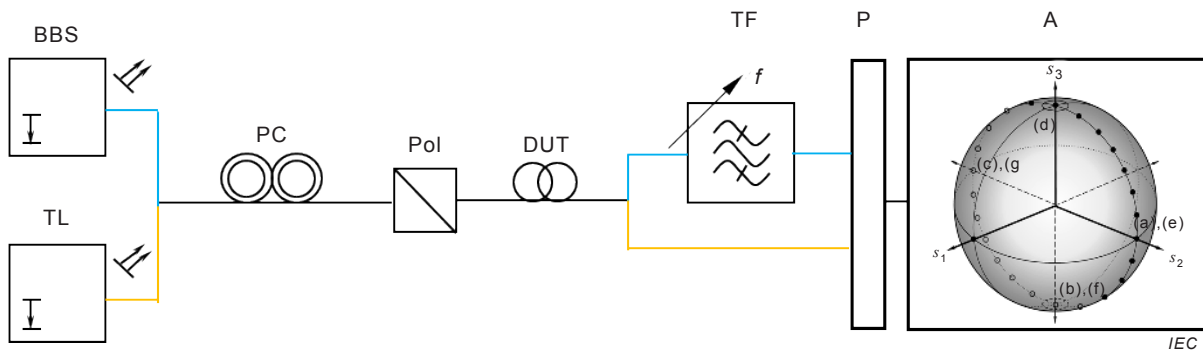 BBS
TL
PC
Pol
DUT
TF
f
P
A
s3
(d)
(c),(g
(a),(e)
s1
s2
(b),(f)
IEC